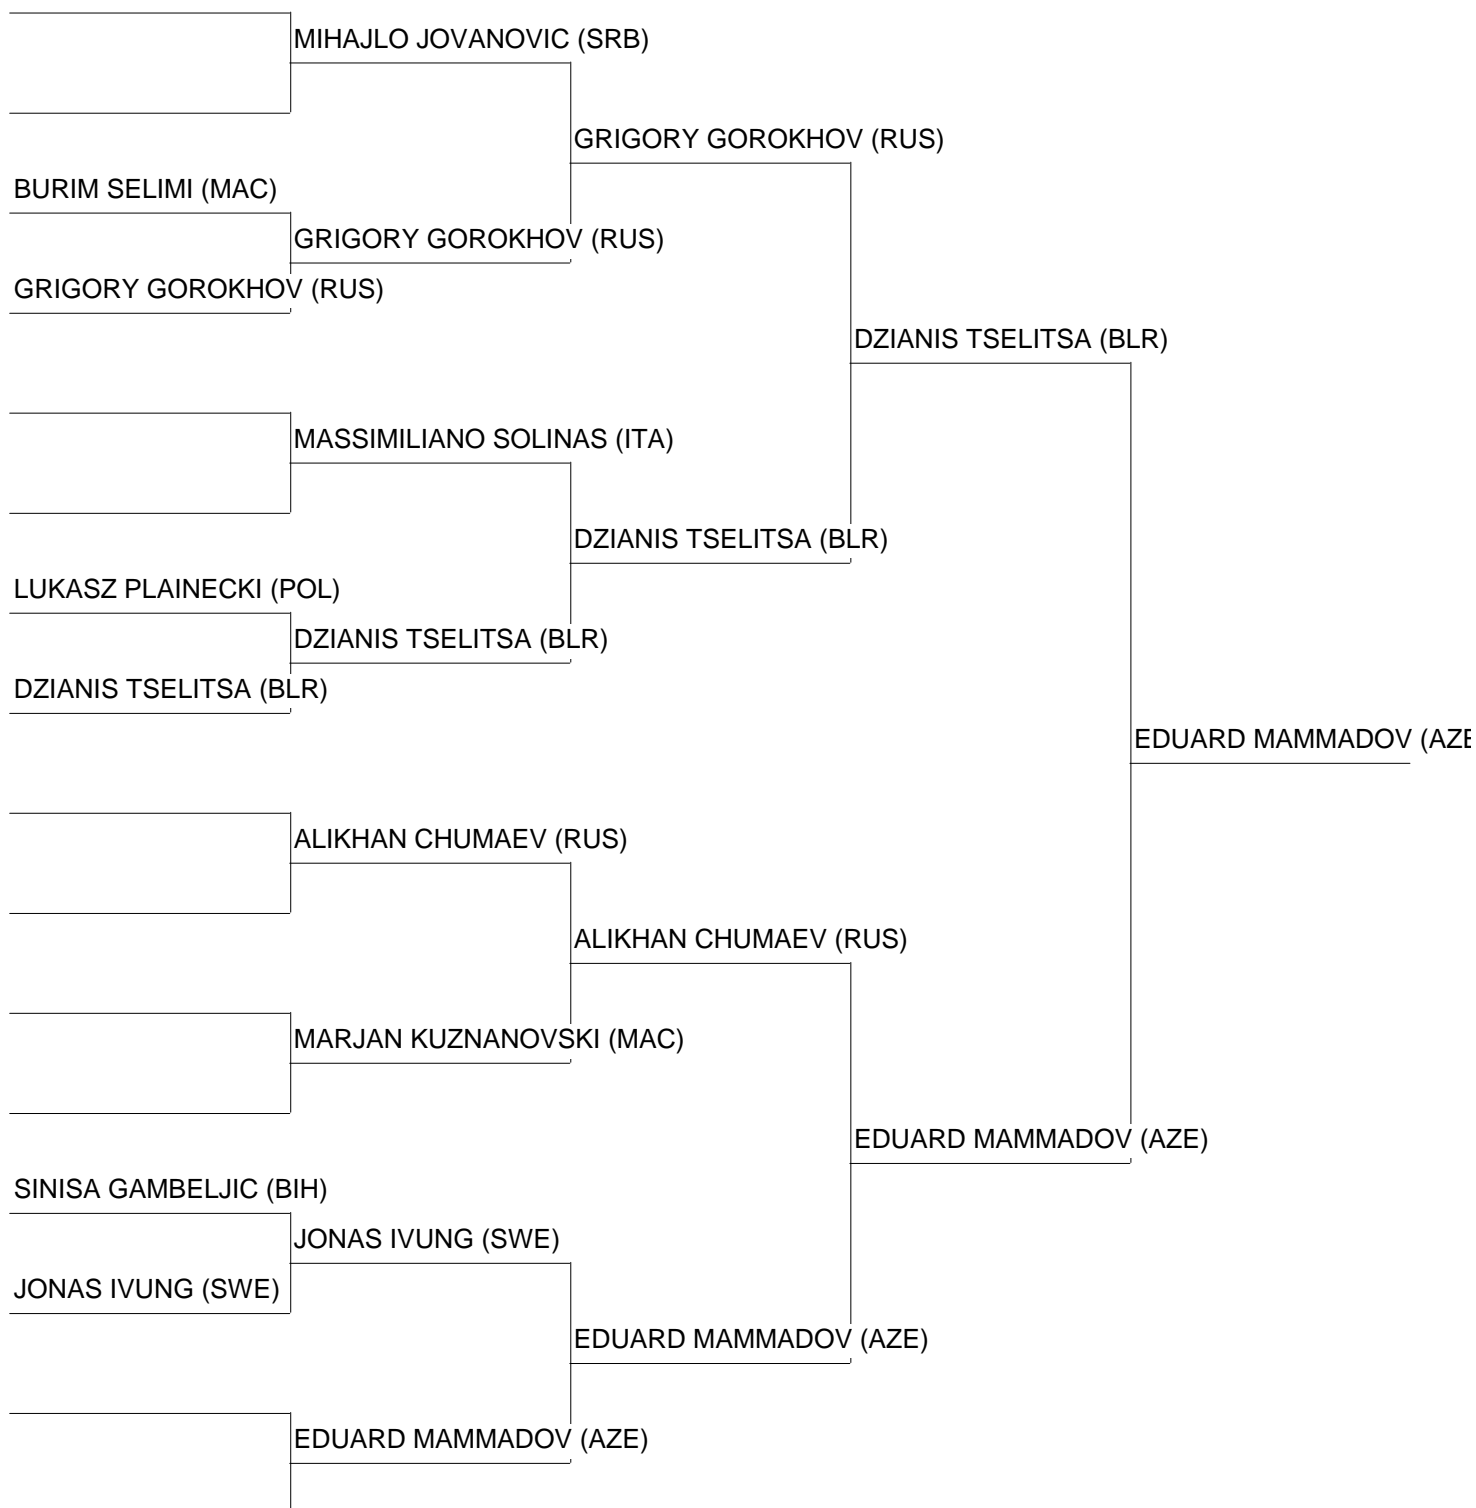 MIHAJLO JOVANOVIC (SRB)
GRIGORY GOROKHOV (RUS)
BURIM SELIMI (MAC)
GRIGORY GOROKHOV (RUS)
GRIGORY GOROKHOV (RUS)
DZIANIS TSELITSA (BLR)
MASSIMILIANO SOLINAS (ITA)
DZIANIS TSELITSA (BLR)
LUKASZ PLAINECKI (POL)
DZIANIS TSELITSA (BLR)
DZIANIS TSELITSA (BLR)
EDUARD MAMMADOV (AZE
ALIKHAN CHUMAEV (RUS)
ALIKHAN CHUMAEV (RUS)
MARJAN KUZNANOVSKI (MAC)
EDUARD MAMMADOV (AZE)
SINISA GAMBELJIC (BIH)
JONAS IVUNG (SWE)
JONAS IVUNG (SWE)
EDUARD MAMMADOV (AZE)
EDUARD MAMMADOV (AZE)